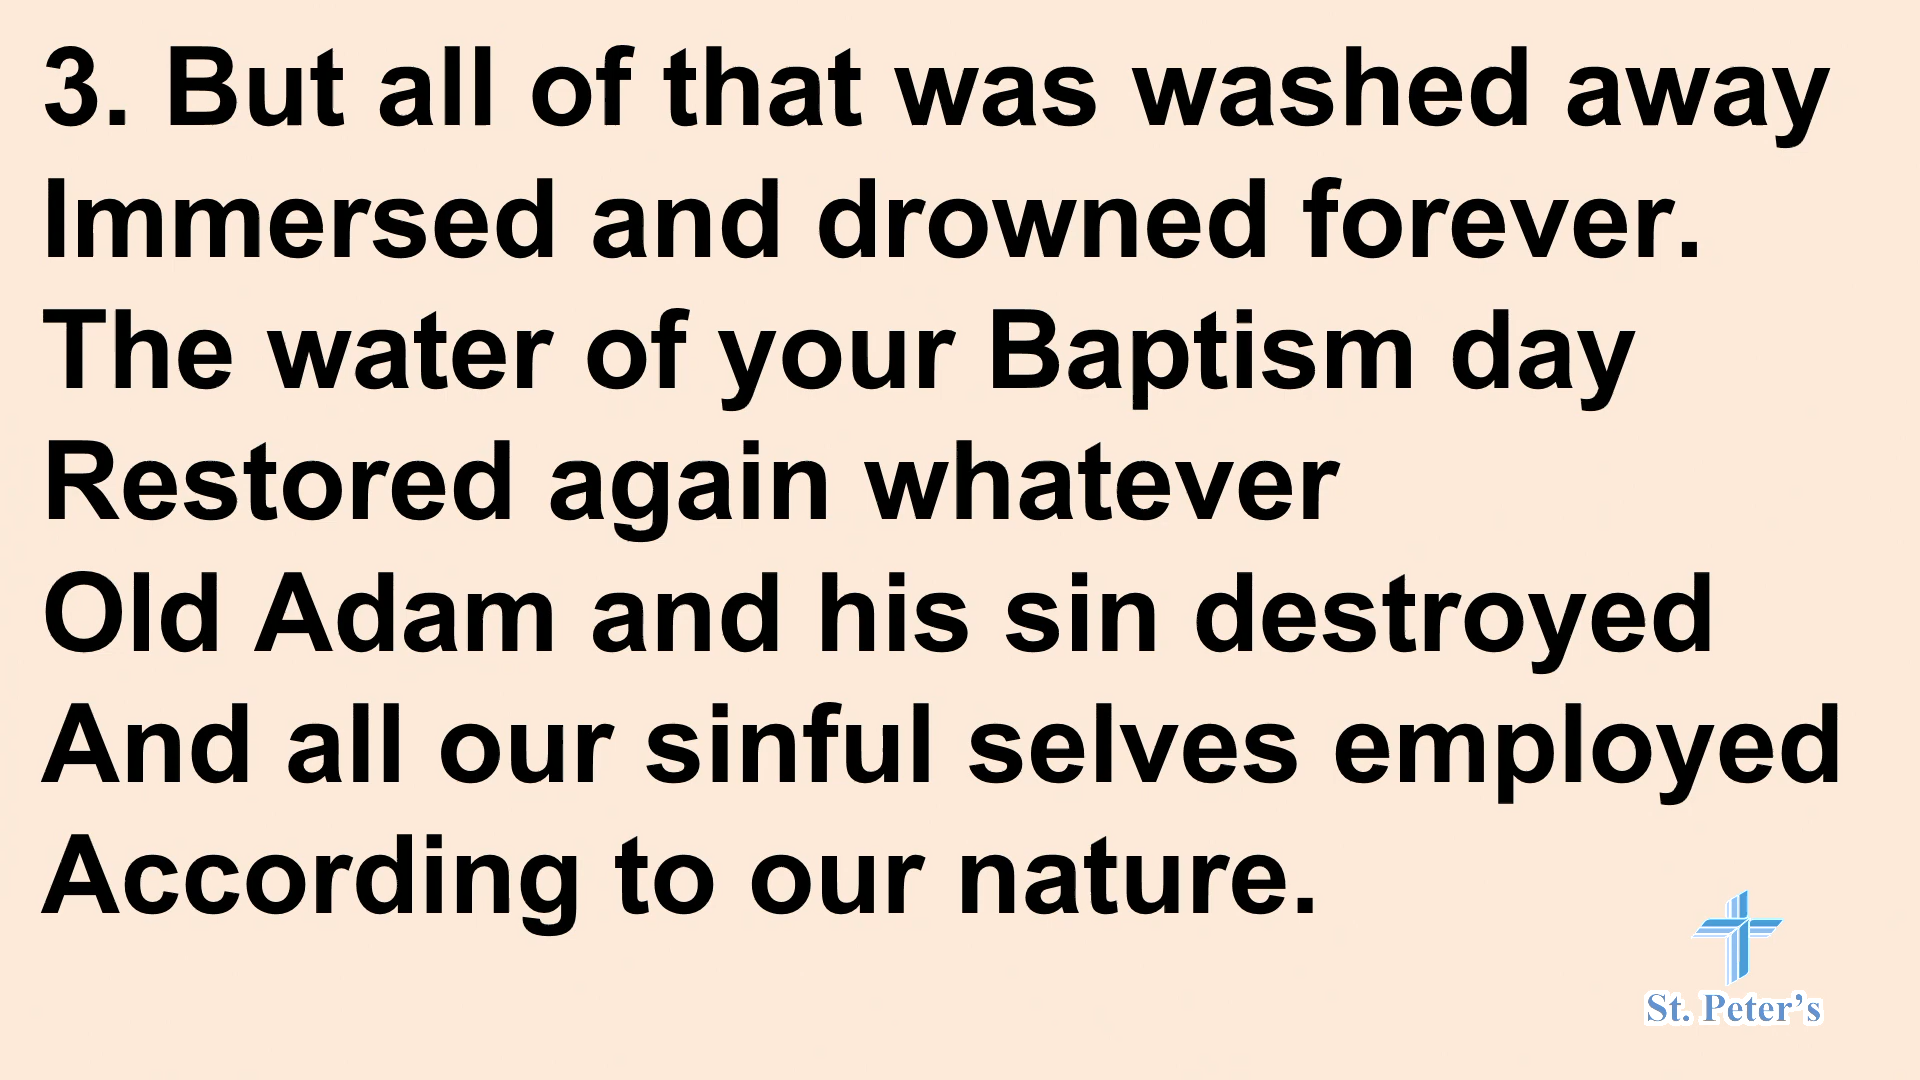 3. But all of that was washed away
Immersed and drowned forever.
The water of your Baptism day
Restored again whatever
Old Adam and his sin destroyed
And all our sinful selves employed
According to our nature.
St. Peter’s